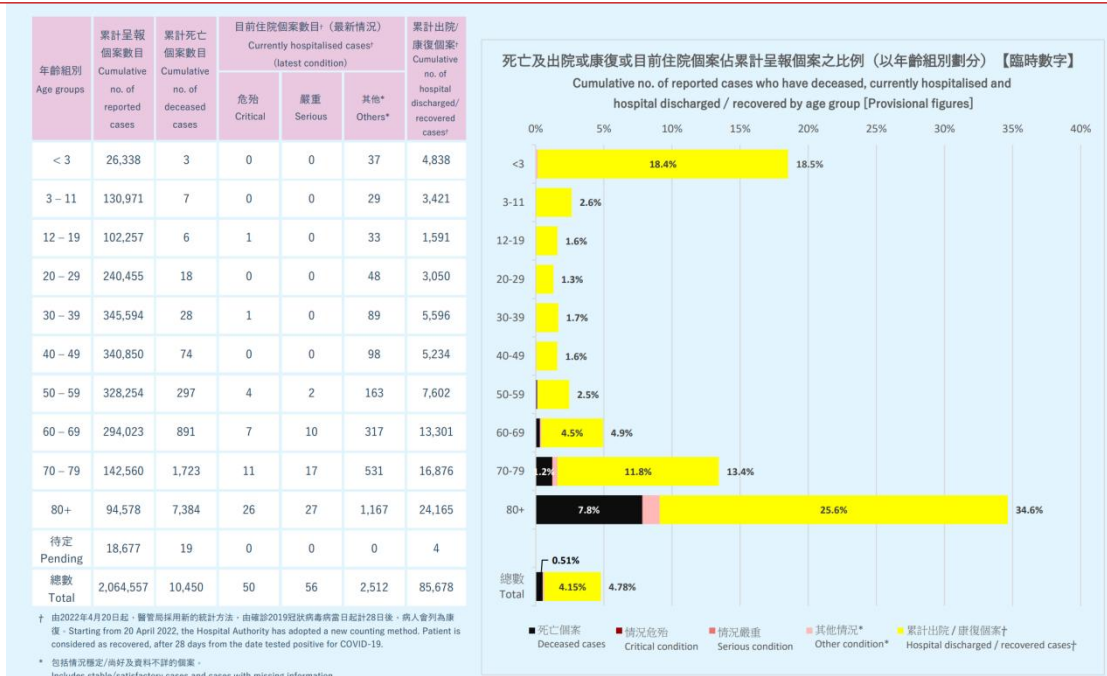 年齡組別
Age groups
累計呈報
個案數目
Cumulative
no. of
reported
cases
累計死亡
個案數目
Cumulative
no. of
deceased
cases
目前住院個案數目†（最新情況）
Currently hospitalised cases†
(latest condition)
危殆
Critical
嚴重
Serious
其他*
Others*
累計出院/
康復個案†
Cumulative
no. of
hospital
discharged/
recovered
cases†
< 3 26,338 3 0 0 37 4,838
3 – 11 130,971 7 0 0 29 3,421
12 – 19 102,257 6 1 0 33 1,591
20 – 29 240,455 18 0 0 48 3,050
30 – 39 345,594 28 1 0 89 5,596
40 – 49 340,850 74 0 0 98 5,234
50 – 59 328,254 297 4 2 163 7,602
60 – 69 294,023 891 7 10 317 13,301
70 – 79 142,560 1,723 11 17 531 16,876
80+ 94,578 7,384 26 27 1,167 24,165
待定
Pending 18,677 19 0 0 0 4
總數
Total 2,064,557 10,450 50 56 2,512 85,678
† 由2022年4月20日起，醫管局採用新的統計方法，由確診2019冠狀病毒病當日起計28日後，病人會列為康
復。Starting from 20 April 2022, the Hospital Authority has adopted a new counting method. Patient is
considered as recovered, after 28 days from the date tested positive for COVID-19.
* 包括情況穩定/尚好及資料不詳的個案。
Includes stable/satisfactory cases and cases with missing information.
死亡及出院或康復或目前住院個案佔累計呈報個案之比例（以年齡組別劃分）【臨時數字】
Cumulative no. of reported cases who have deceased, currently hospitalised and
hospital discharged / recovered by age group [Provisional figures]
0% 5% 10% 15% 20% 25% 30% 35% 40%
<3 18.4% 18.5%
3-11 2.6%
12-19 1.6%
20-29 1.3%
30-39 1.7%
40-49 1.6%
50-59 2.5%
60-69 4.5% 4.9%
70-79 1.2% 11.8% 13.4%
80+ 7.8% 25.6% 34.6%
0.51%
總數
Total 4.15% 4.78%
死亡個案
Deceased cases
情況危殆
Critical condition
情況嚴重
Serious condition
其他情況*
Other condition*
累計出院 / 康復個案†
Hospital discharged / recovered cases†